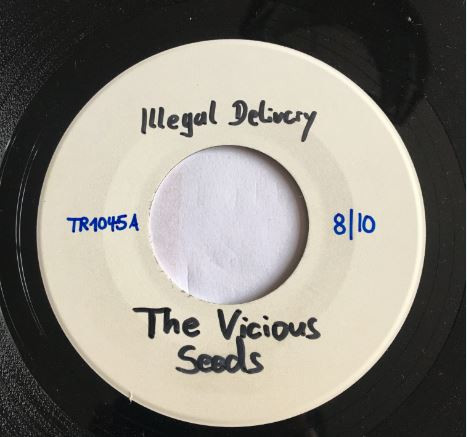 Illegal Delivery
TR1045A
8/10
The Vicious
Seeds